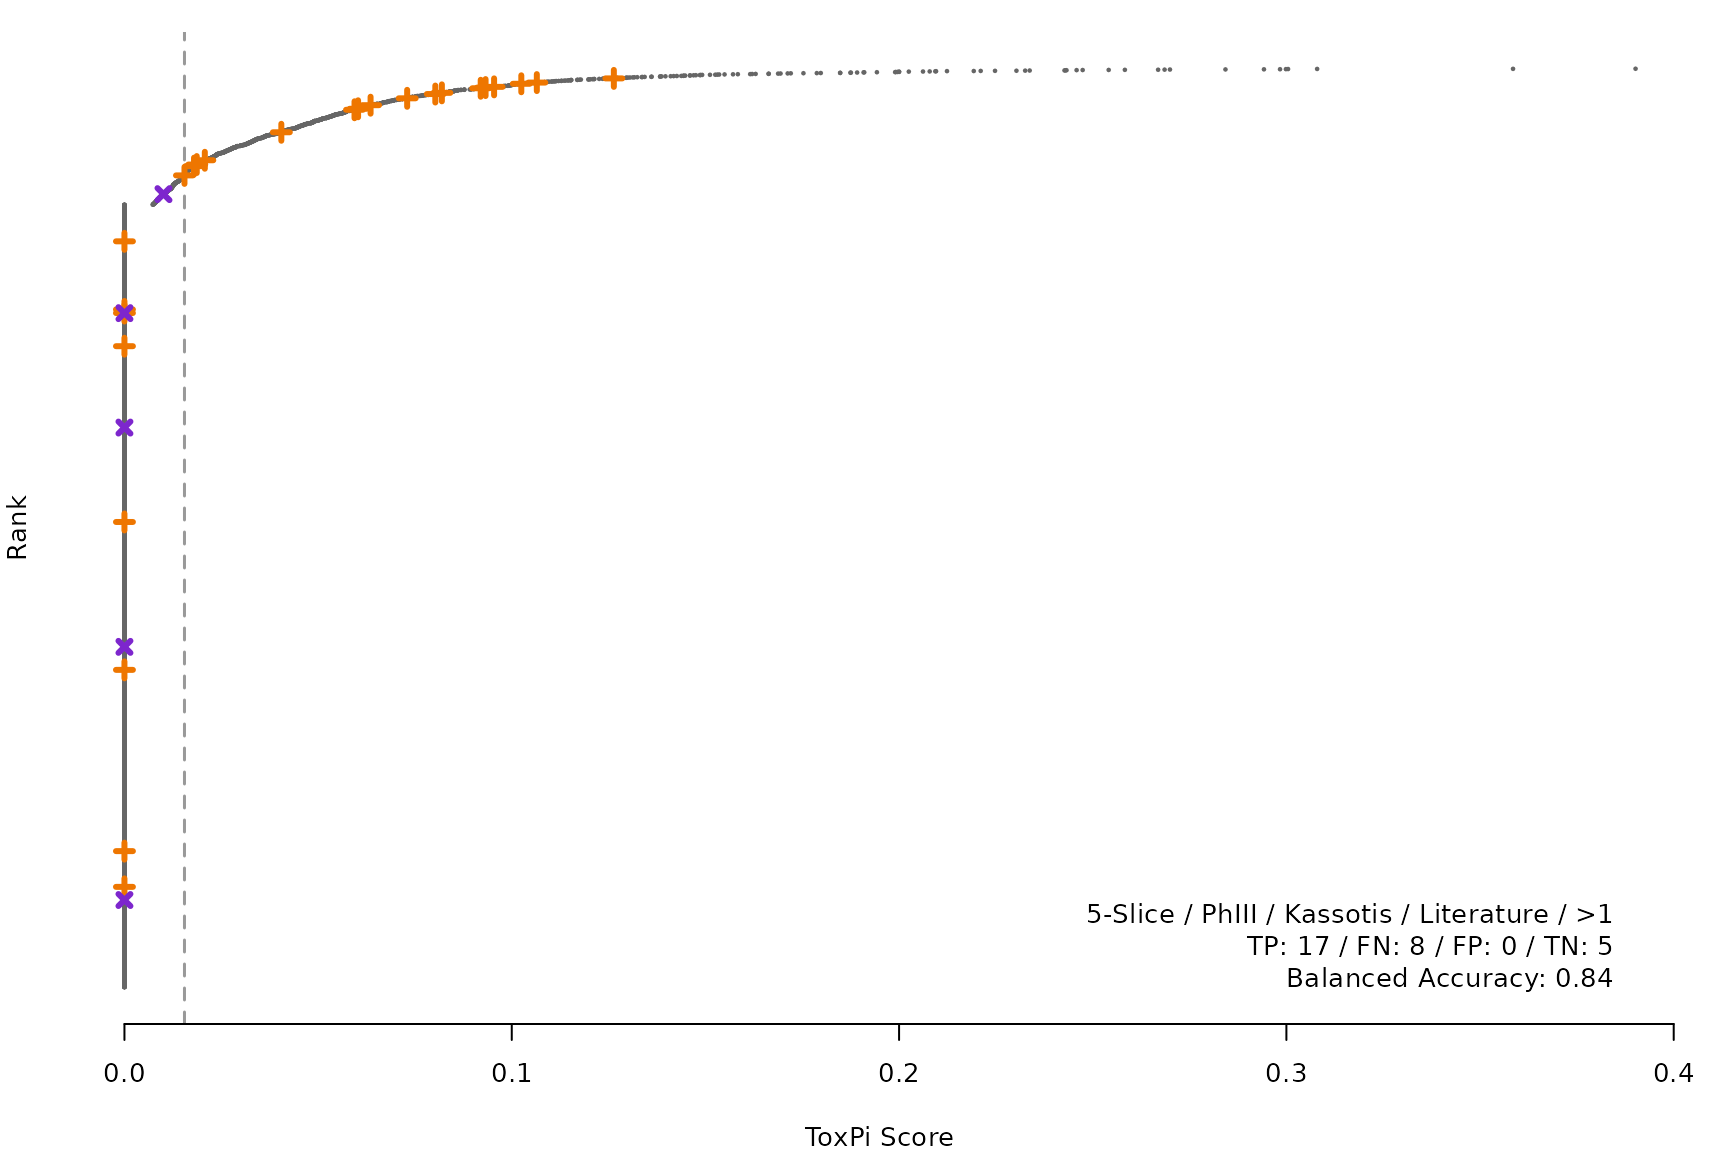 Rank
5-Slice / PhIII / Kassotis / Literature / >1
TP: 17 / FN: 8 / FP: 0 / TN: 5
Balanced Accuracy: 0.84
0.0 0.1 0.2 0.3 0.4
ToxPi Score